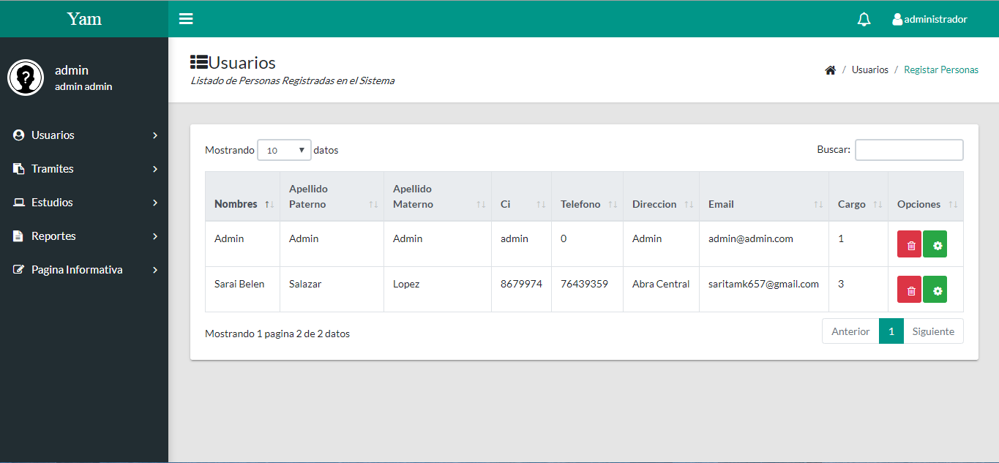 Yam
administrador
admin
admin admin
Usuarios
Tramites
Estudios
Reportes
Pagina Informativa
Usuarios
Listado de Personas Registradas en el Sistema
/ Usuarios / Registar Personas
Mostrando 10 datos
Buscar:
Nombres Apellido Paterno Apellido Materno Ci Telefono Direccion Email Cargo Opciones
Admin Admin Admin admin 0 Admin admin@admin.com 1
Sarai Belen Salazar Lopez 8679974 76439359 Abra Central saritamk657@gmail.com 3
Mostrando 1 pagina 2 de 2 datos
Anterior 1 Siguiente